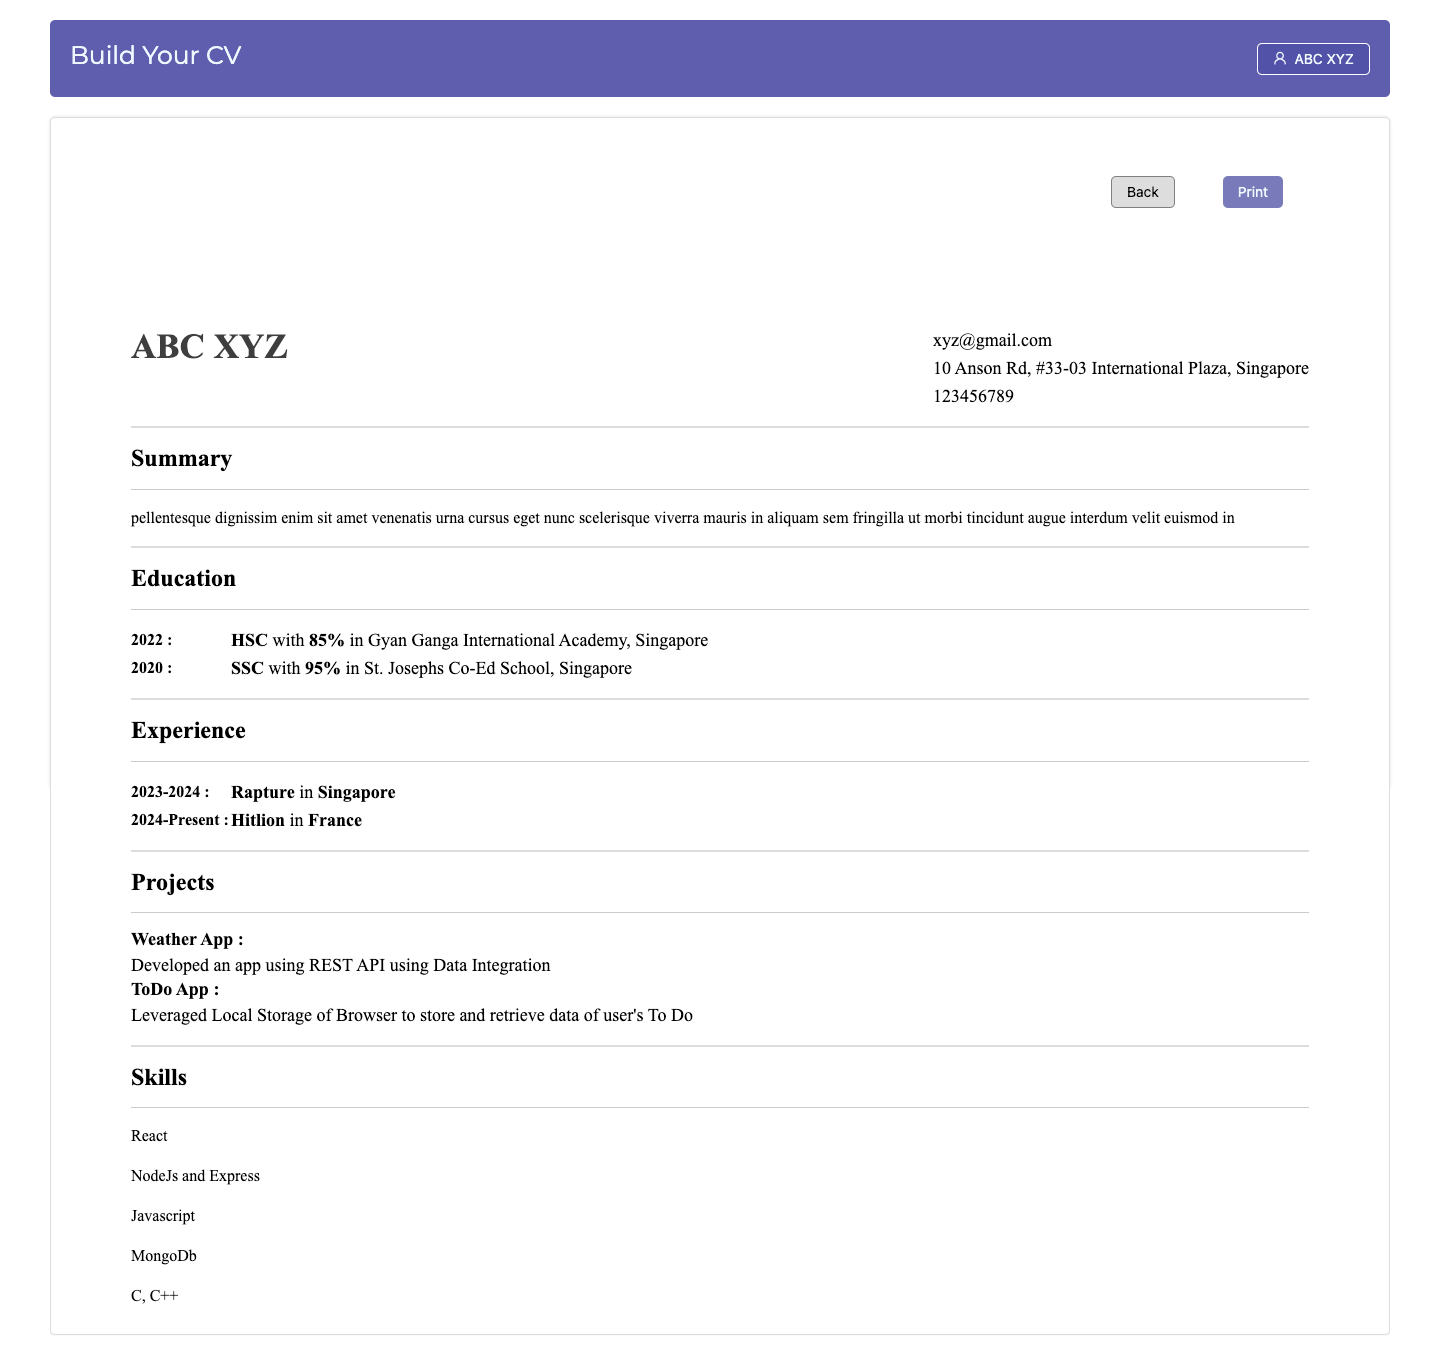 Build Your CV
ABC XYZ
Back
Print
ABC XYZ
xyz@gmail.com
10 Anson Rd, #33-03 International Plaza, Singapore
123456789
Summary
pellentesque dignissim enim sit amet venenatis urna cursus eget nunc scelerisque viverra mauris in aliquam sem fringilla ut morbi tincidunt augue interdum velit euismod in
Education
2022 : HSC with 85% in Gyan Ganga International Academy, Singapore
2020 : SSC with 95% in St. Josephs Co-Ed School, Singapore
Experience
2023-2024 : Rapture in Singapore
2024-Present : Hitlion in France
Projects
Weather App :
Developed an app using REST API using Data Integration
ToDo App :
Leveraged Local Storage of Browser to store and retrieve data of user's To Do
Skills
React
NodeJs and Express
Javascript
MongoDb
C, C++